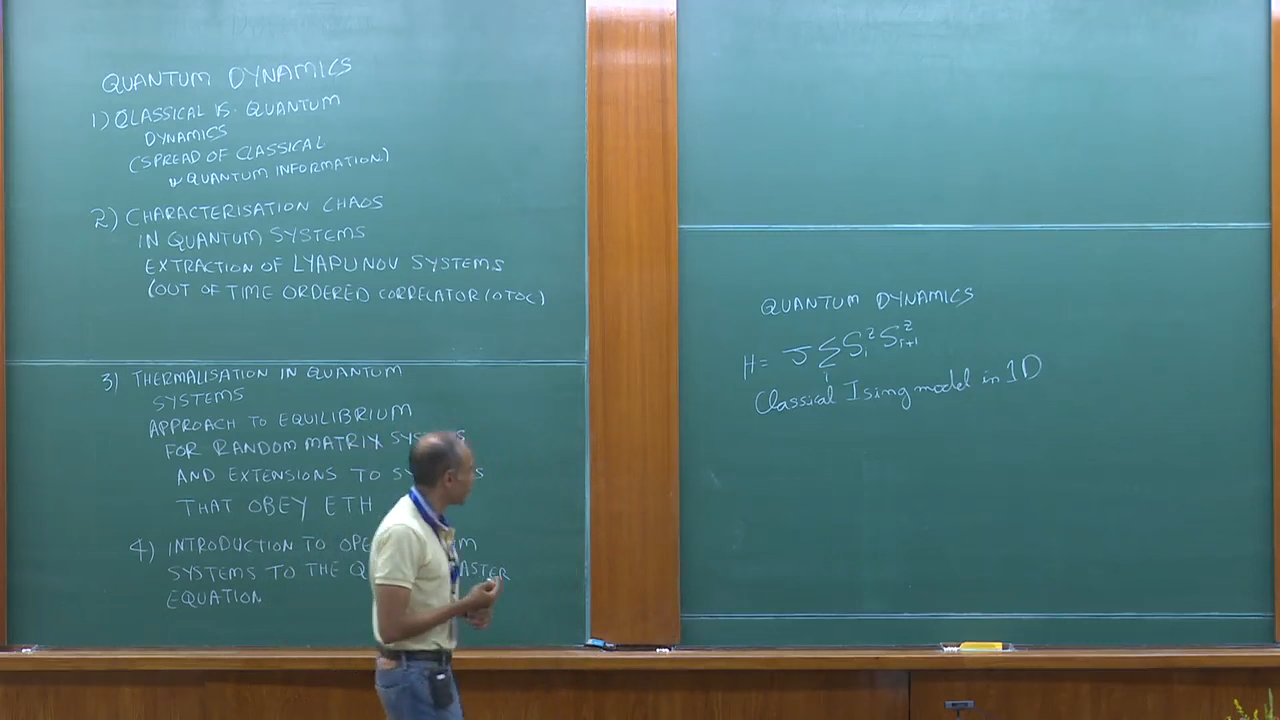 QUANTUM DYNAMICS
1) CLASSICAL VS. QUANTUM
DYNAMICS
(SPREAD OF CLASSICAL
QUANTUM INFORMATION)
2) CHARACTERISATION CHAOS
IN QUANTUM SYSTEMS
EXTRACTION OF LYAPUNOV SYSTEMS
(OUT OF TIME ORDERED CORRELATOR/OTOC)
3) THERMALISATION IN QUANTUM
SYSTEMS
APPROACH TO EQUILIBRIUM
FOR RANDOM MATRIX
AND EXTENSIONS TO
THAT OBEY ETH
4) INTRODUCTION TO
SYSTEMS TO THE
EQUATION
QUANTUM DYNAMICS
H = J ∑_i S_i^z S_{i+1}^z
Classical Ising model in 1D